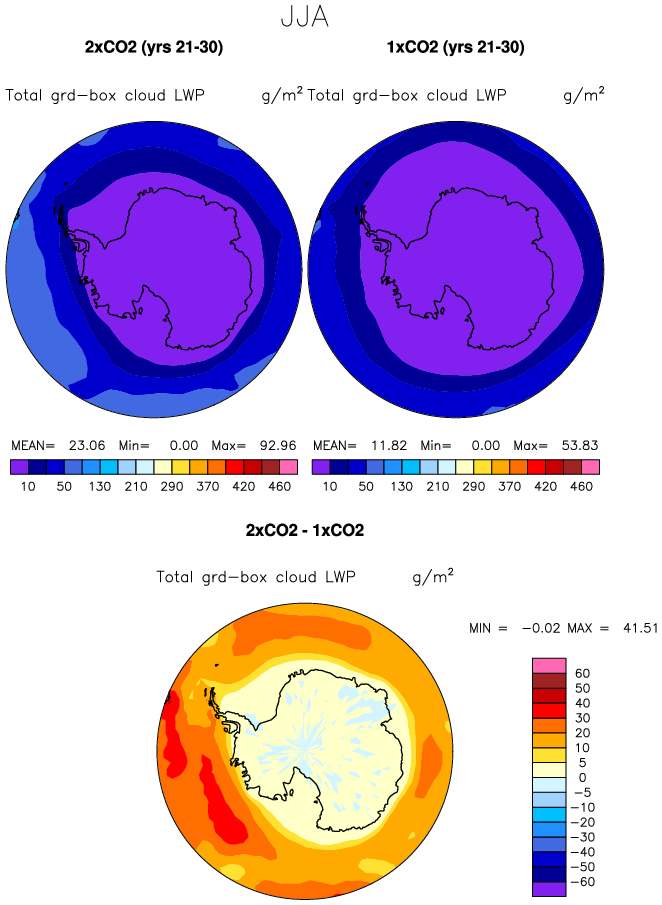 JJA
2xCO2 (yrs 21-30) 1xCO2 (yrs 21-30)
Total grd-box cloud LWP g/m² Total grd-box cloud LWP g/m²
MEAN= 23.06 Min= 0.00 Max= 92.96 MEAN= 11.82 Min= 0.00 Max= 53.83
10 50 130 210 290 370 420 460 10 50 130 210 290 370 420 460
2xCO2 - 1xCO2
Total grd-box cloud LWP g/m²
MIN = -0.02 MAX = 41.51
60
50
40
30
20
10
5
0
-5
-10
-20
-30
-40
-50
-60